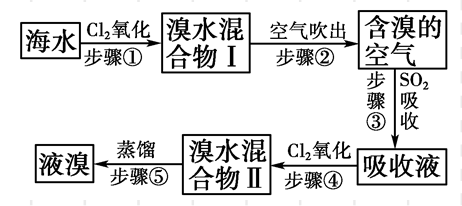 海水
Cl₂氧化
步骤①
溴水混
合物Ⅰ
空气吹出
步骤②
含溴的
空气
步骤③
SO₂吸收
吸收液
Cl₂氧化
步骤④
溴水混
合物Ⅱ
蒸馏
步骤⑤
液溴